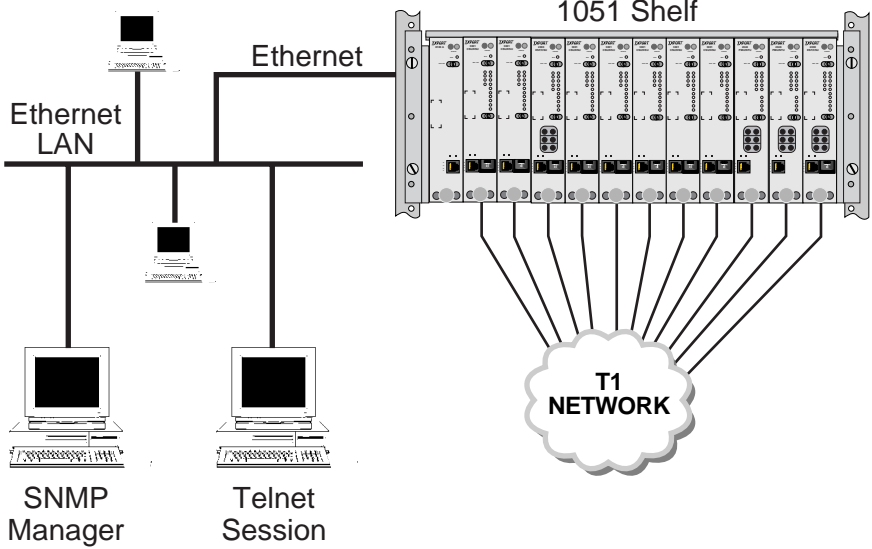 1051 Shelf
Ethernet
Ethernet
LAN
T1
NETWORK
SNMP
Manager
Telnet
Session